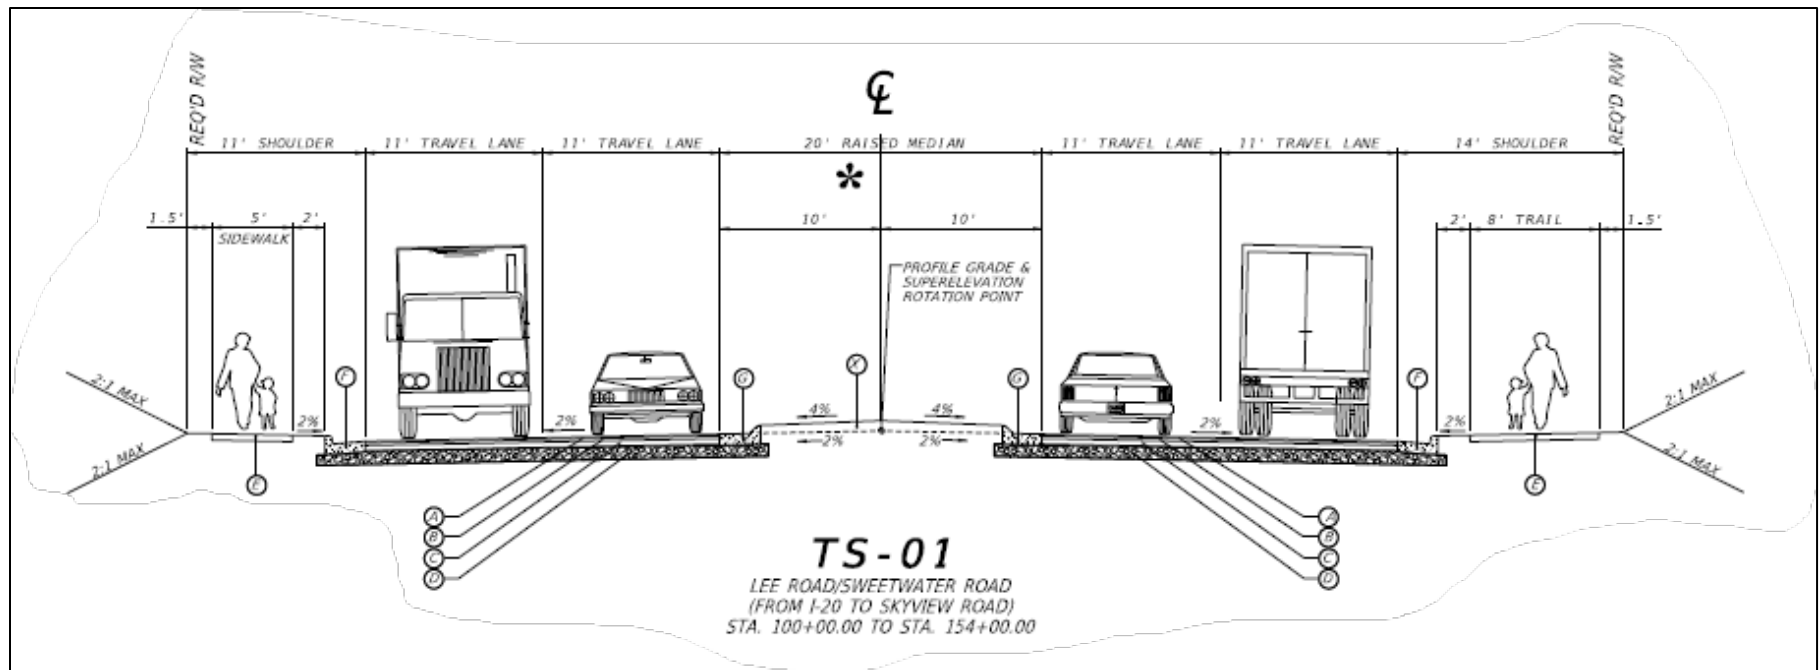 REQ'D R/W
REQ'D R/W
℄
11' SHOULDER 11' TRAVEL LANE 11' TRAVEL LANE 20' RAISED MEDIAN 11' TRAVEL LANE 11' TRAVEL LANE 14' SHOULDER
*
1.5' 5' 2' 10' 10' 2' 8' TRAIL 1.5'
SIDEWALK
PROFILE GRADE &
SUPERELEVATION
ROTATION POINT
2:1 MAX F G X G F 2:1 MAX
4% 4%
2% 2% 2% 2% 2% 2%
2:1 MAX 2:1 MAX
E E
A A
B B
C C
D D
TS-01
LEE ROAD/SWEETWATER ROAD
(FROM I-20 TO SKYVIEW ROAD)
STA. 100+00.00 TO STA. 154+00.00